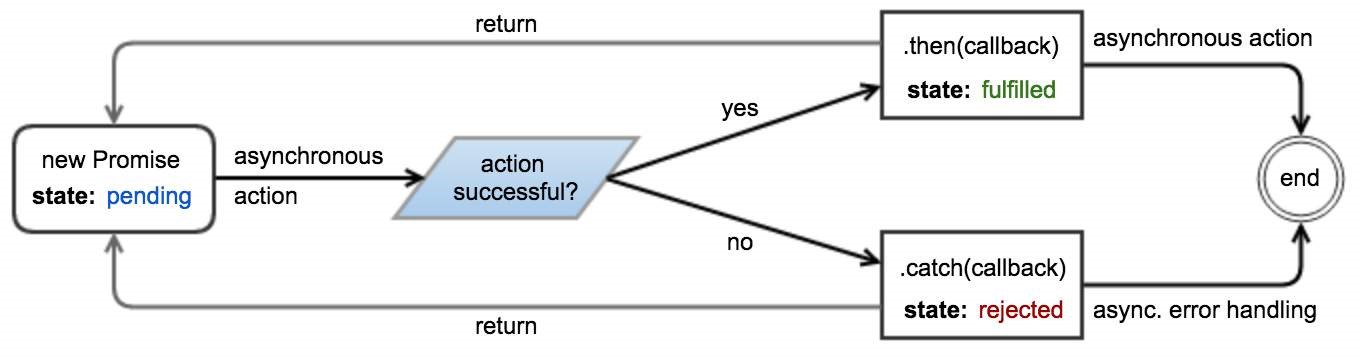 return
.then(callback)
state: fulfilled
asynchronous action
yes
new Promise
state: pending
asynchronous
action
action
successful?
end
no
.catch(callback)
state: rejected
async. error handling
return